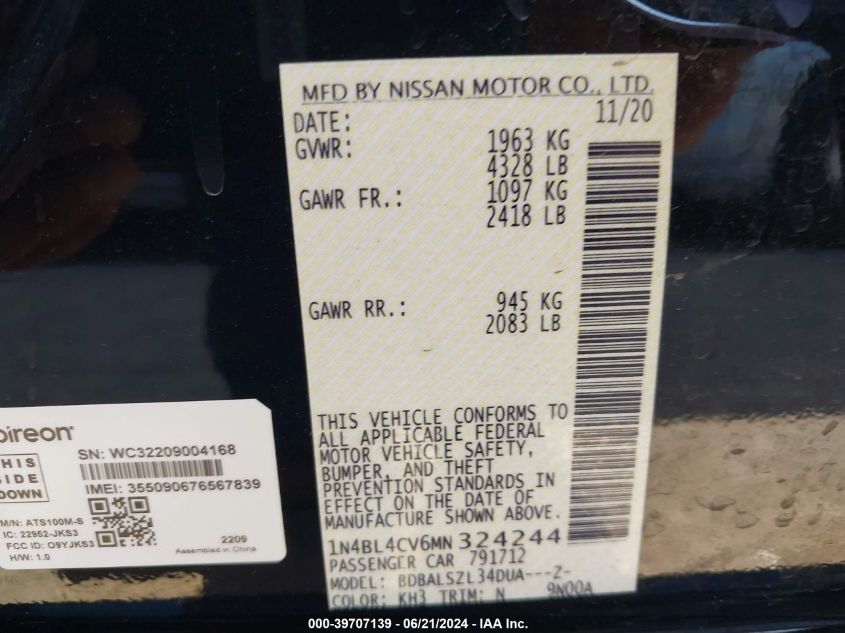 MFD BY NISSAN MOTOR CO., LTD.
DATE: 11/20
GVWR: 1963 KG
4328 LB
GAWR FR.: 1097 KG
2418 LB
GAWR RR.: 945 KG
2083 LB
THIS VEHICLE CONFORMS TO
ALL APPLICABLE FEDERAL
MOTOR VEHICLE SAFETY,
BUMPER, AND THEFT
PREVENTION STANDARDS IN
EFFECT ON THE DATE OF
MANUFACTURE SHOWN ABOVE.
1N4BL4CV6MN 324244
PASSENGER CAR 791712
MODEL: BDBALSZL34DUA---Z-
COLOR: KH3 TRIM: N 9N00A
pireon
SN: WC32209004168
THIS
SIDE
DOWN
IMEI: 355090676567839
M/N: ATS100M-S
IC: 22952-JKS3
FCC ID: O9YJKS3
H/W: 1.0
2209
Assembled in China
000-39707139 - 06/21/2024 - IAA Inc.